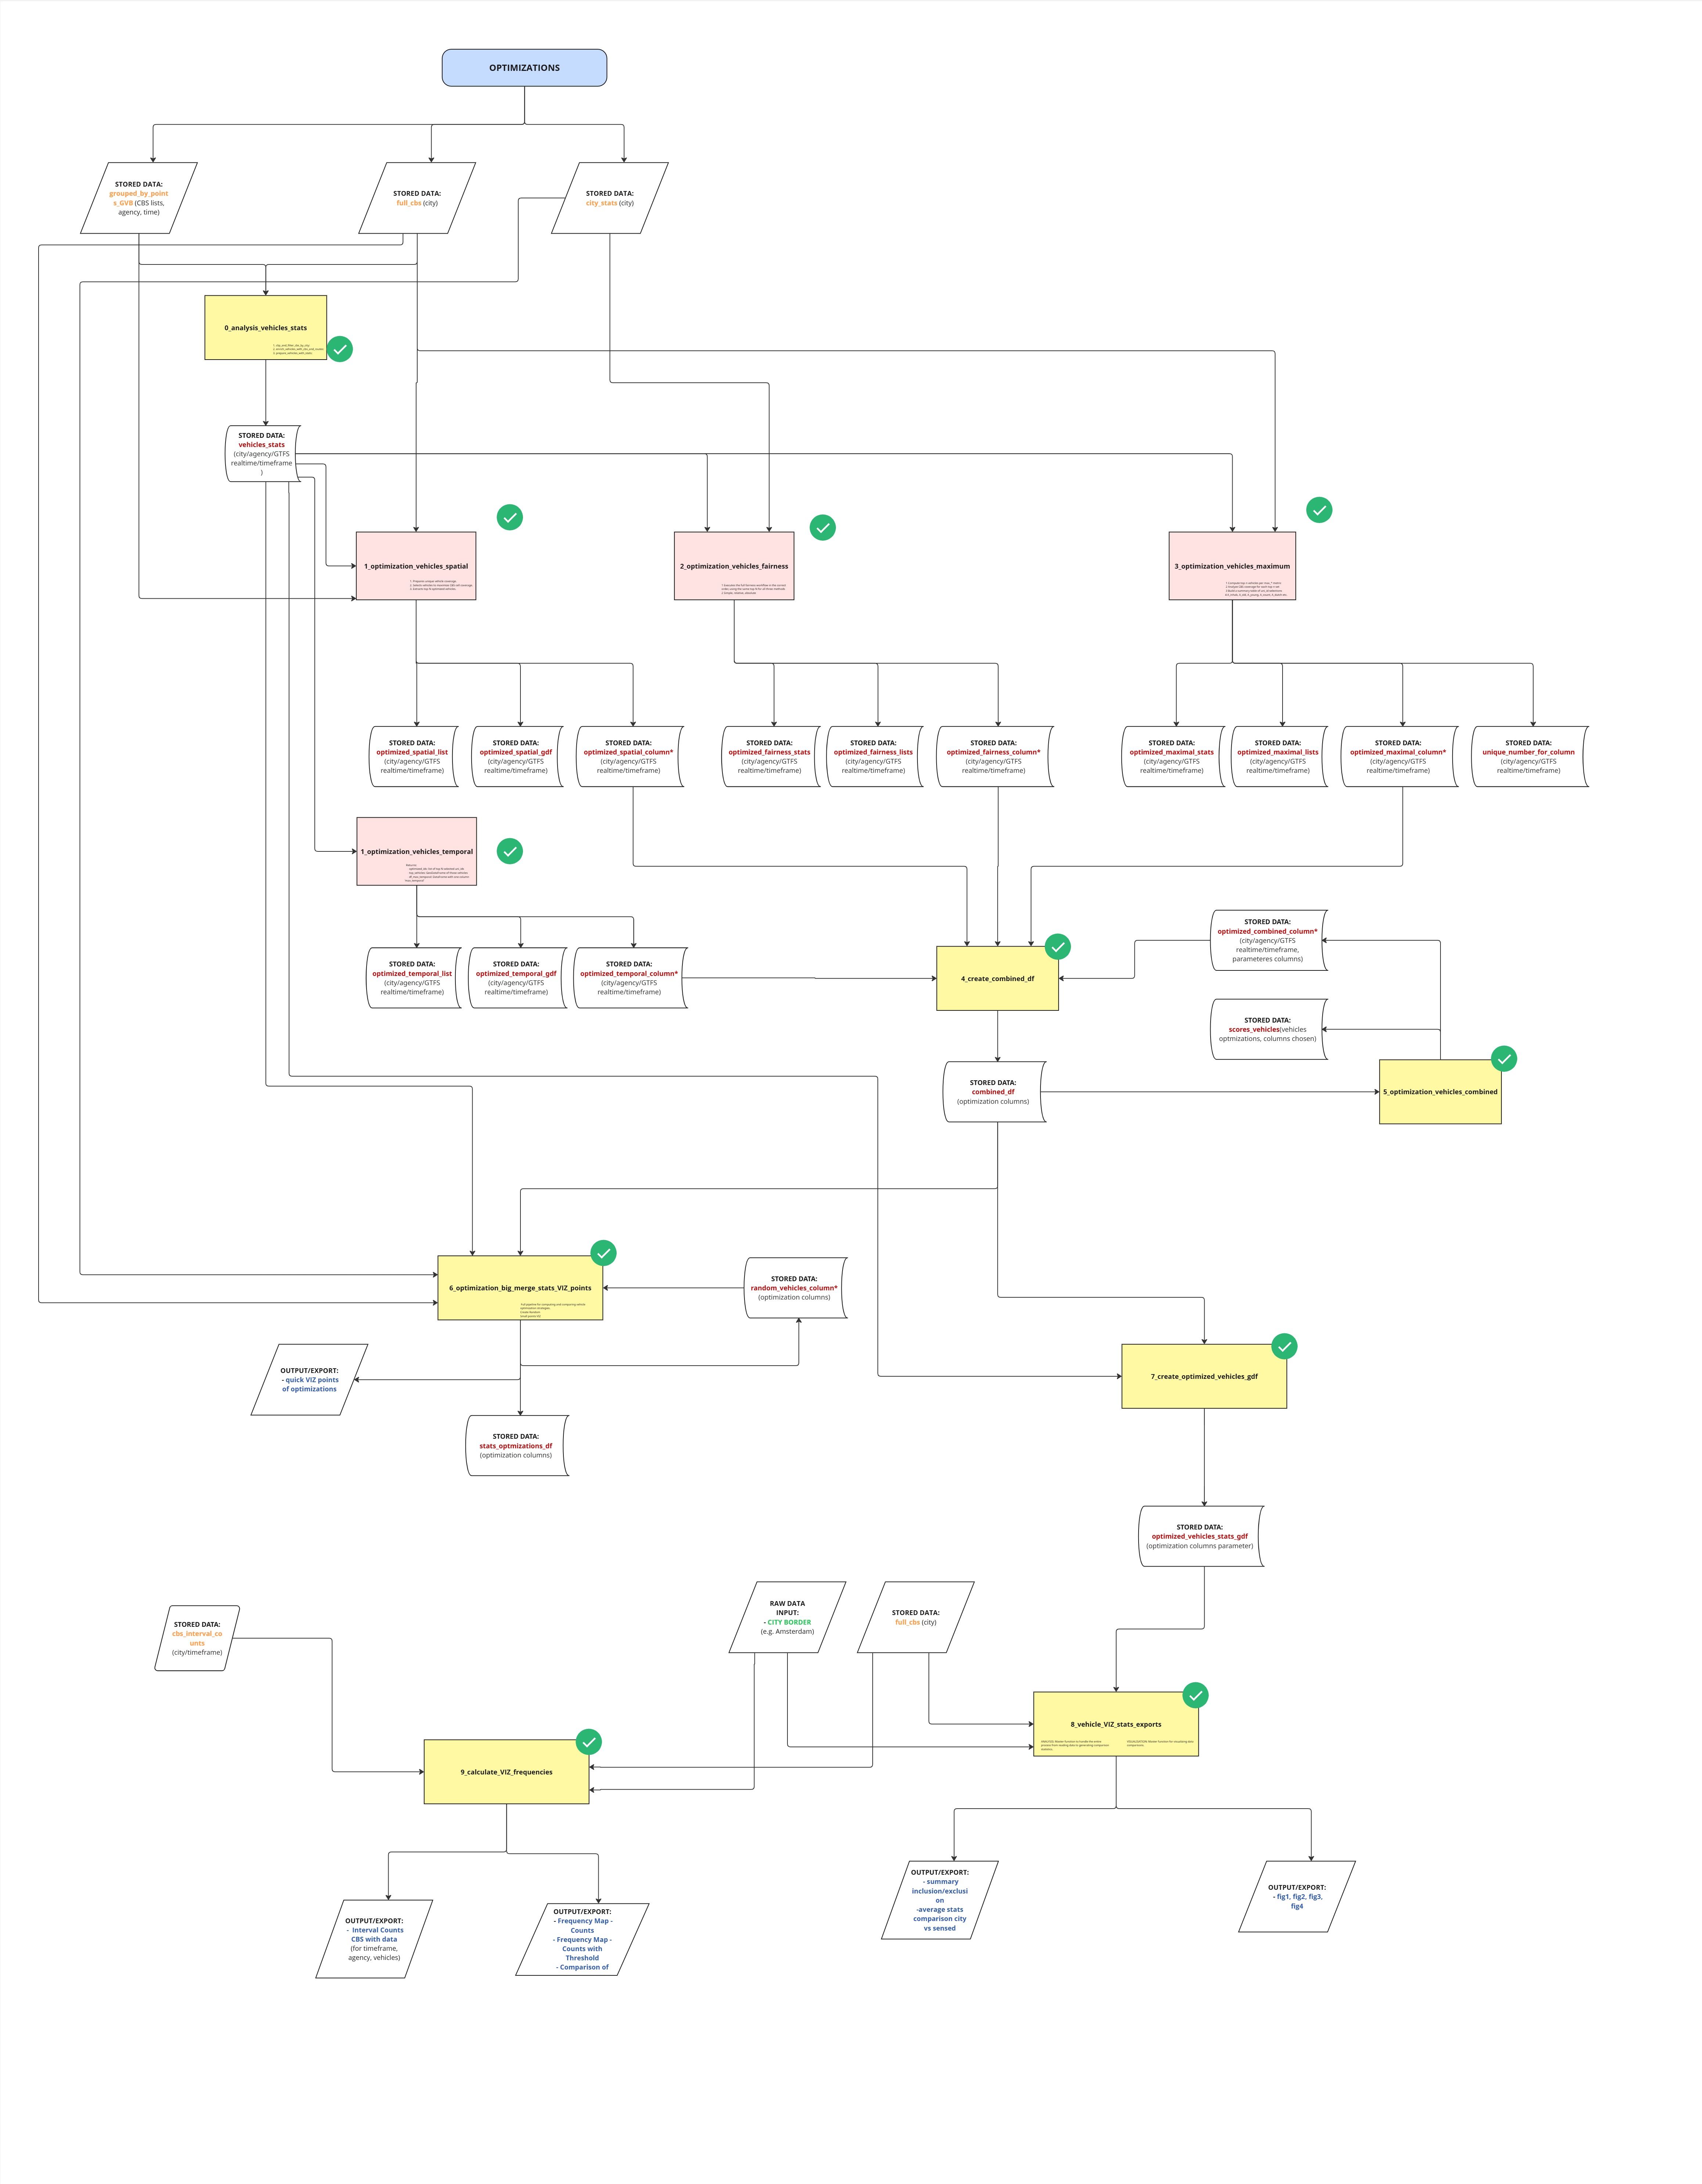 OPTIMIZATIONS
STORED DATA:
grouped_by_point
s_GVB (CBS lists,
agency, time)
STORED DATA:
full_cbs (city)
STORED DATA:
city_stats (city)
0_analysis_vehicles_stats
STORED DATA:
vehicles_stats
(city/agency/GTFS
realtime/timeframe
)
1_optimization_vehicles_spatial
2_optimization_vehicles_fairness
3_optimization_vehicles_maximum
STORED DATA:
optimized_spatial_list
(city/agency/GTFS
realtime/timeframe)
STORED DATA:
optimized_spatial_gdf
(city/agency/GTFS
realtime/timeframe)
STORED DATA:
optimized_spatial_column*
(city/agency/GTFS
realtime/timeframe)
STORED DATA:
optimized_fairness_stats
(city/agency/GTFS
realtime/timeframe)
STORED DATA:
optimized_fairness_lists
(city/agency/GTFS
realtime/timeframe)
STORED DATA:
optimized_fairness_column*
(city/agency/GTFS
realtime/timeframe)
STORED DATA:
optimized_maximal_stats
(city/agency/GTFS
realtime/timeframe)
STORED DATA:
optimized_maximal_lists
(city/agency/GTFS
realtime/timeframe)
STORED DATA:
optimized_maximal_column*
(city/agency/GTFS
realtime/timeframe)
STORED DATA:
unique_number_for_column
(city/agency/GTFS
realtime/timeframe)
1_optimization_vehicles_temporal
STORED DATA:
optimized_temporal_list
(city/agency/GTFS
realtime/timeframe)
STORED DATA:
optimized_temporal_gdf
(city/agency/GTFS
realtime/timeframe)
STORED DATA:
optimized_temporal_column*
(city/agency/GTFS
realtime/timeframe)
4_create_combined_df
STORED DATA:
optimized_combined_column*
(city/agency/GTFS
realtime/timeframe,
parameteres columns)
STORED DATA:
scores_vehicles(vehicles
optmizations, columns chosen)
STORED DATA:
combined_df
(optimization columns)
5_optimization_vehicles_combined
6_optimization_big_merge_stats_VIZ_points
STORED DATA:
random_vehicles_column*
(optimization columns)
OUTPUT/EXPORT:
- quick VIZ points
of optimizations
STORED DATA:
stats_optmizations_df
(optimization columns)
7_create_optimized_vehicles_gdf
STORED DATA:
optimized_vehicles_stats_gdf
(optimization columns parameter)
STORED DATA:
cbs_interval_co
unts
(city/timeframe)
RAW DATA
INPUT:
- CITY BORDER
(e.g. Amsterdam)
STORED DATA:
full_cbs (city)
8_vehicle_VIZ_stats_exports
9_calculate_VIZ_frequencies
OUTPUT/EXPORT:
- Interval Counts
CBS with data
(for timeframe,
agency, vehicles)
OUTPUT/EXPORT:
- Frequency Map -
Counts
- Frequency Map -
Counts with
Threshold
- Comparison of
OUTPUT/EXPORT:
- summary
inclusion/exclusi
on
-average stats
comparison city
vs sensed
OUTPUT/EXPORT:
- fig1, fig2, fig3,
fig4